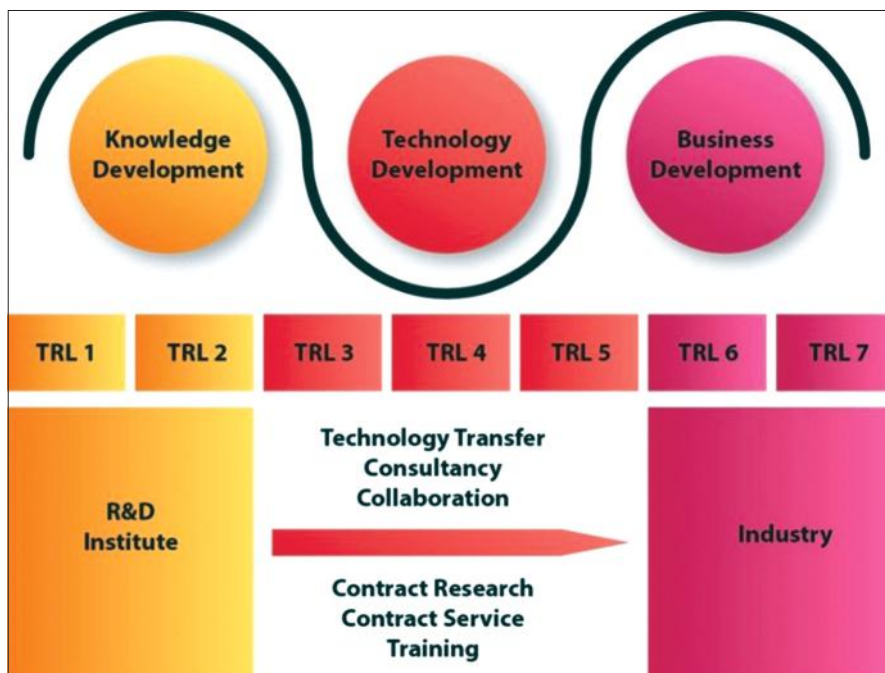 Knowledge
Development
Technology
Development
Business
Development
TRL 1
TRL 2
TRL 3
TRL 4
TRL 5
TRL 6
TRL 7
R&D
Institute
Technology Transfer
Consultancy
Collaboration
Contract Research
Contract Service
Training
Industry